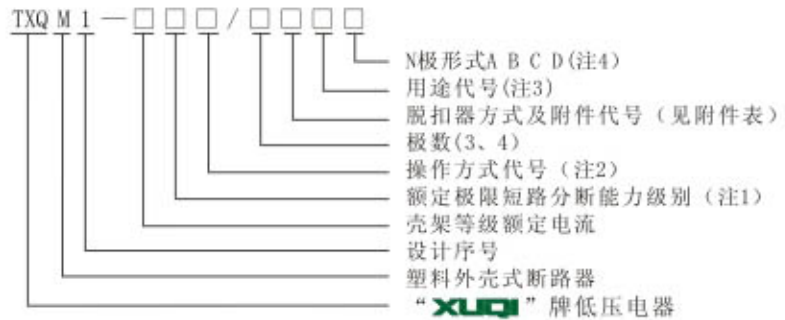 TXQ M 1 — □ □ □ / □ □ □ □
N极形式A B C D(注4)
用途代号(注3)
脱扣器方式及附件代号（见附件表）
极数(3、4)
操作方式代号（注2）
额定极限短路分断能力级别（注1）
壳架等级额定电流
设计序号
塑料外壳式断路器
“XUQI”牌低压电器